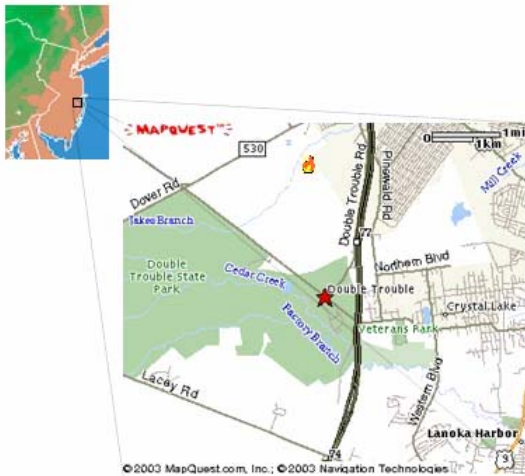 MAPQUEST
0 1mi
1km
530
Double Trouble Rd
Pinewald Rd
Mill Creek
Dover Rd
Jakes Branch
77
Northern Blvd
Double
Trouble State
Park
Cedar Creek
Double Trouble
Crystal Lake
Factory Branch
Veterans Park
Lacey Rd
Western Blvd
Lanoka Harbor
24
9
©2003 MapQuest.com, Inc.; ©2003 Navigation Technologies